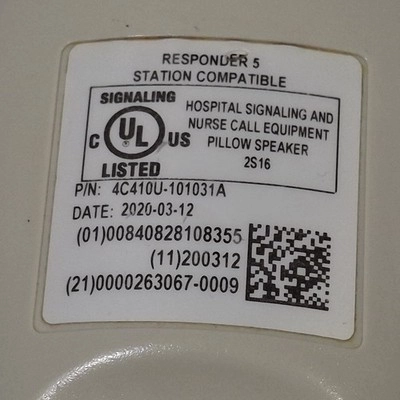 RESPONDER 5
STATION COMPATIBLE
SIGNALING
C UL US
LISTED
HOSPITAL SIGNALING AND
NURSE CALL EQUIPMENT
PILLOW SPEAKER
2S16
P/N: 4C410U-101031A
DATE: 2020-03-12
(01)00840828108355
(11)200312
(21)0000263067-0009